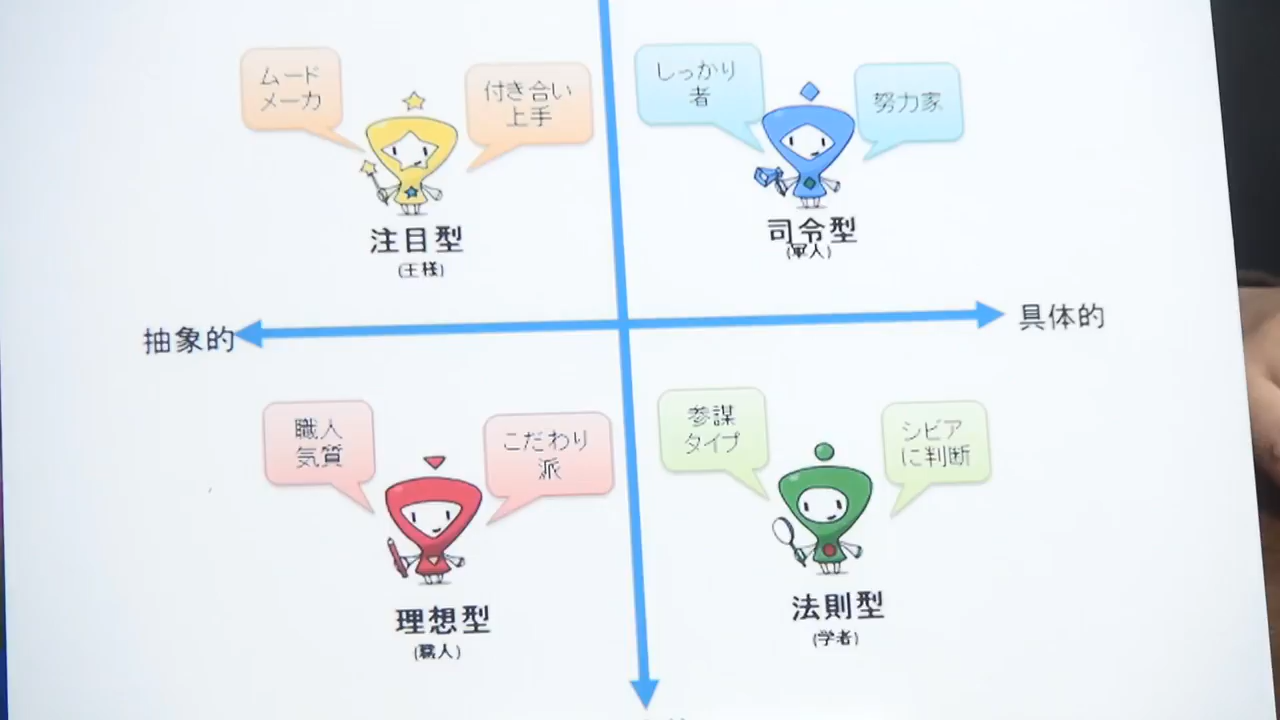 ムード
メーカ
付き合い
上手
しっかり
者
努力家
注目型
(王様)
司令型
(軍人)
抽象的
具体的
職人
気質
こだわり
派
参謀
タイプ
シビア
に判断
理想型
(職人)
法則型
(学者)